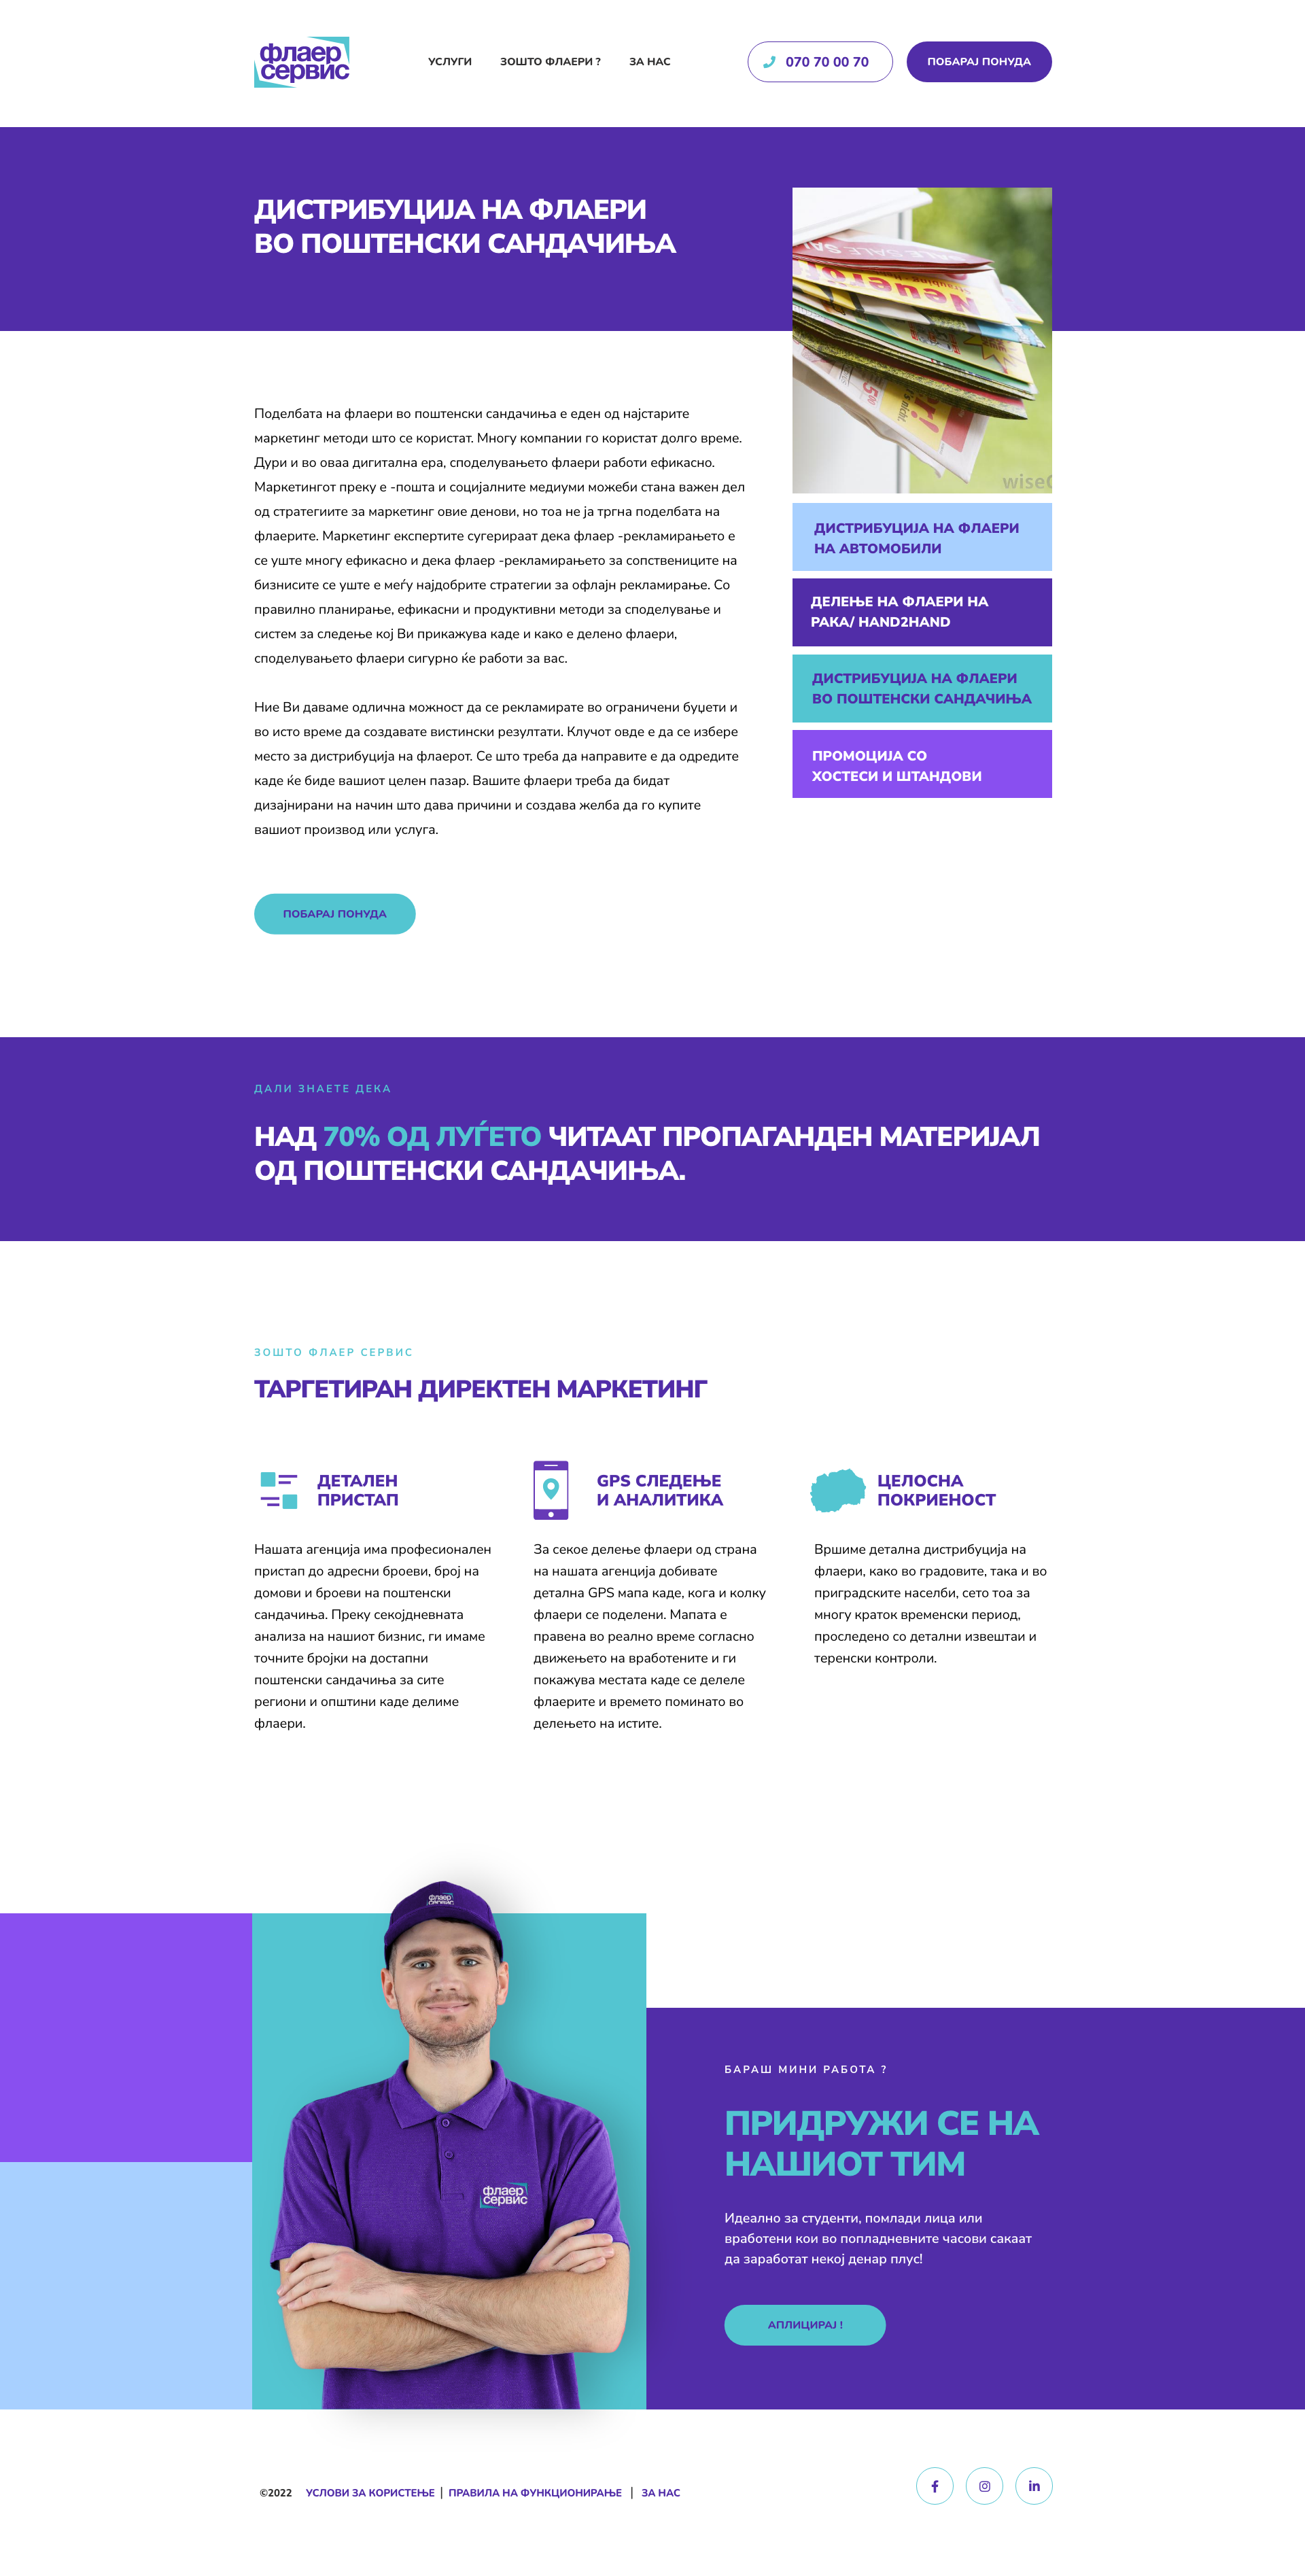 флаер
сервис
УСЛУГИ
ЗОШТО ФЛАЕРИ ?
ЗА НАС
070 70 00 70
ПОБАРАЈ ПОНУДА
ДИСТРИБУЦИЈА НА ФЛАЕРИ
ВО ПОШТЕНСКИ САНДАЧИЊА
Поделбата на флаери во поштенски сандачиња е еден од најстарите
маркетинг методи што се користат. Многу компании го користат долго време.
Дури и во оваа дигитална ера, споделувањето флаери работи ефикасно.
Маркетингот преку е -пошта и социјалните медиуми можеби стана важен дел
од стратегиите за маркетинг овие денови, но тоа не ја тргна поделбата на
флаерите. Маркетинг експертите сугерираат дека флаер -рекламирањето е
се уште многу ефикасно и дека флаер -рекламирањето за сопствениците на
бизнисите се уште е меѓу најдобрите стратегии за офлајн рекламирање. Со
правилно планирање, ефикасни и продуктивни методи за споделување и
систем за следење кој Ви прикажува каде и како е делено флаери,
споделувањето флаери сигурно ќе работи за вас.
Ние Ви даваме одлична можност да се рекламирате во ограничени буџети и
во исто време да создавате вистински резултати. Клучот овде е да се избере
место за дистрибуција на флаерот. Се што треба да направите е да одредите
каде ќе биде вашиот целен пазар. Вашите флаери треба да бидат
дизајнирани на начин што дава причини и создава желба да го купите
вашиот производ или услуга.
ПОБАРАЈ ПОНУДА
SALE
Neueröf
wiseG
ДИСТРИБУЦИЈА НА ФЛАЕРИ
НА АВТОМОБИЛИ
ДЕЛЕЊЕ НА ФЛАЕРИ НА
РАКА/ HAND2HAND
ДИСТРИБУЦИЈА НА ФЛАЕРИ
ВО ПОШТЕНСКИ САНДАЧИЊА
ПРОМОЦИЈА СО
ХОСТЕСИ И ШТАНДОВИ
ДАЛИ ЗНАЕТЕ ДЕКА
НАД 70% ОД ЛУЃЕТО ЧИТААТ ПРОПАГАНДЕН МАТЕРИЈАЛ
ОД ПОШТЕНСКИ САНДАЧИЊА.
ЗОШТО ФЛАЕР СЕРВИС
ТАРГЕТИРАН ДИРЕКТЕН МАРКЕТИНГ
ДЕТАЛЕН
ПРИСТАП
Нашата агенција има професионален
пристап до адресни броеви, број на
домови и броеви на поштенски
сандачиња. Преку секојдневната
анализа на нашиот бизнис, ги имаме
точните бројки на достапни
поштенски сандачиња за сите
региони и општини каде делиме
флаери.
GPS СЛЕДЕЊЕ
И АНАЛИТИКА
За секое делење флаери од страна
на нашата агенција добивате
детална GPS мапа каде, кога и колку
флаери се поделени. Мапата е
правена во реално време согласно
движењето на вработените и ги
покажува местата каде се делеле
флаерите и времето поминато во
делењето на истите.
ЦЕЛОСНА
ПОКРИЕНОСТ
Вршиме детална дистрибуција на
флаери, како во градовите, така и во
приградските населби, сето тоа за
многу краток временски период,
проследено со детални извештаи и
теренски контроли.
флаер
сервис
флаер
сервис
БАРАШ МИНИ РАБОТА ?
ПРИДРУЖИ СЕ НА
НАШИОТ ТИМ
Идеално за студенти, помлади лица или
вработени кои во попладневните часови сакаат
да заработат некој денар плус!
АПЛИЦИРАЈ !
©2022 УСЛОВИ ЗА КОРИСТЕЊЕ | ПРАВИЛА НА ФУНКЦИОНИРАЊЕ | ЗА НАС